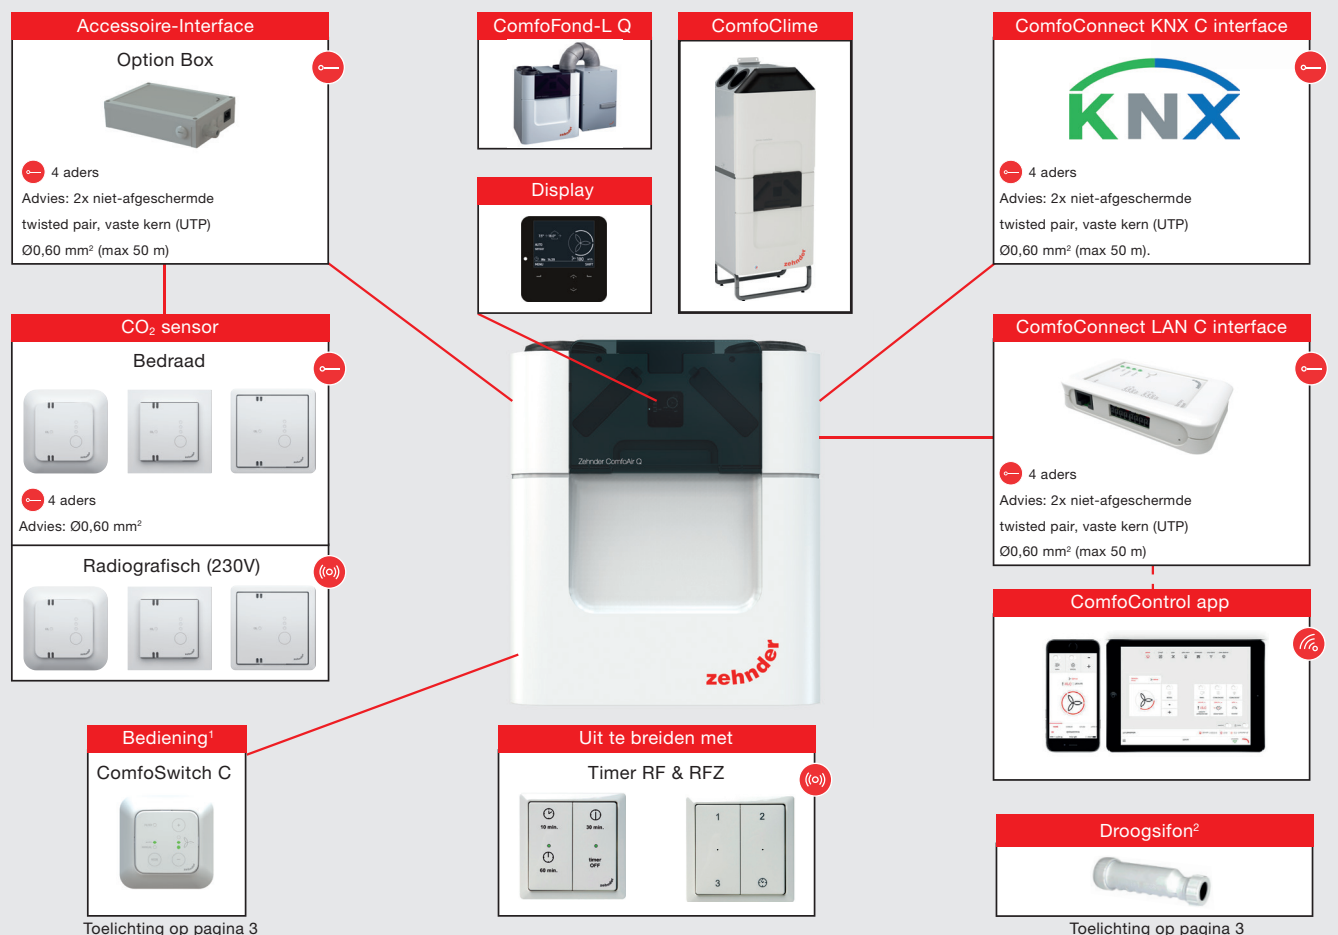 Accessoire-Interface
Option Box
4 aders
Advies: 2x niet-afgeschermde
twisted pair, vaste kern (UTP)
Ø0,60 mm² (max 50 m)
CO₂ sensor
Bedraad
4 aders
Advies: Ø0,60 mm²
Radiografisch (230V)
Bediening¹
ComfoSwitch C
Toelichting op pagina 3
ComfoFond-L Q
zehnder
Display
ComfoClime
zehnder
Zehnder ComfoAir Q
zehnder
Uit te breiden met
Timer RF & RFZ
10 min.
30 min.
60 min.
timer
OFF
1
2
3
ComfoConnect KNX C interface
KNX
4 aders
Advies: 2x niet-afgeschermde
twisted pair, vaste kern (UTP)
Ø0,60 mm² (max 50 m).
ComfoConnect LAN C interface
4 aders
Advies: 2x niet-afgeschermde
twisted pair, vaste kern (UTP)
Ø0,60 mm² (max 50 m)
ComfoControl app
Droogsifon²
Toelichting op pagina 3